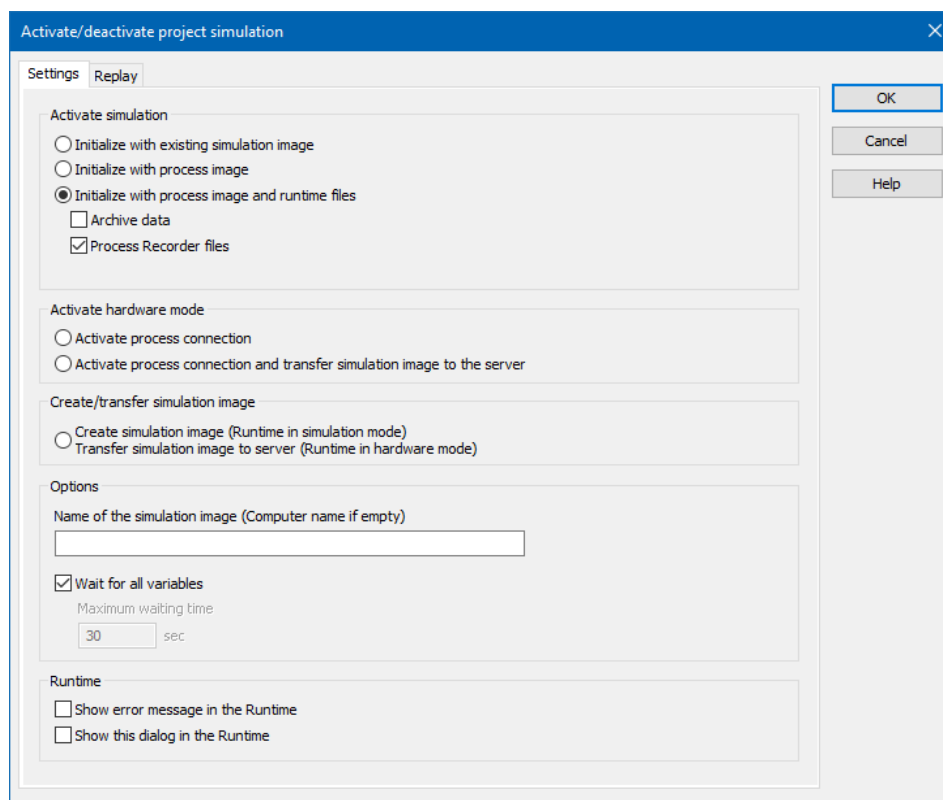 Activate/deactivate project simulation
Settings
Replay
OK
Cancel
Help
Activate simulation
Initialize with existing simulation image
Initialize with process image
Initialize with process image and runtime files
Archive data
Process Recorder files
Activate hardware mode
Activate process connection
Activate process connection and transfer simulation image to the server
Create/transfer simulation image
Create simulation image (Runtime in simulation mode)
Transfer simulation image to server (Runtime in hardware mode)
Options
Name of the simulation image (Computer name if empty)
Wait for all variables
Maximum waiting time
30 sec
Runtime
Show error message in the Runtime
Show this dialog in the Runtime